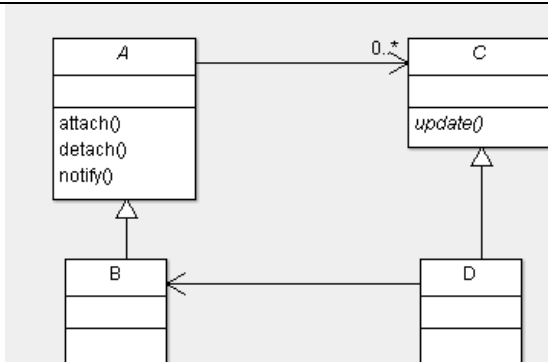 A
0..*
C
attach()
detach()
notify()
update()
B
D